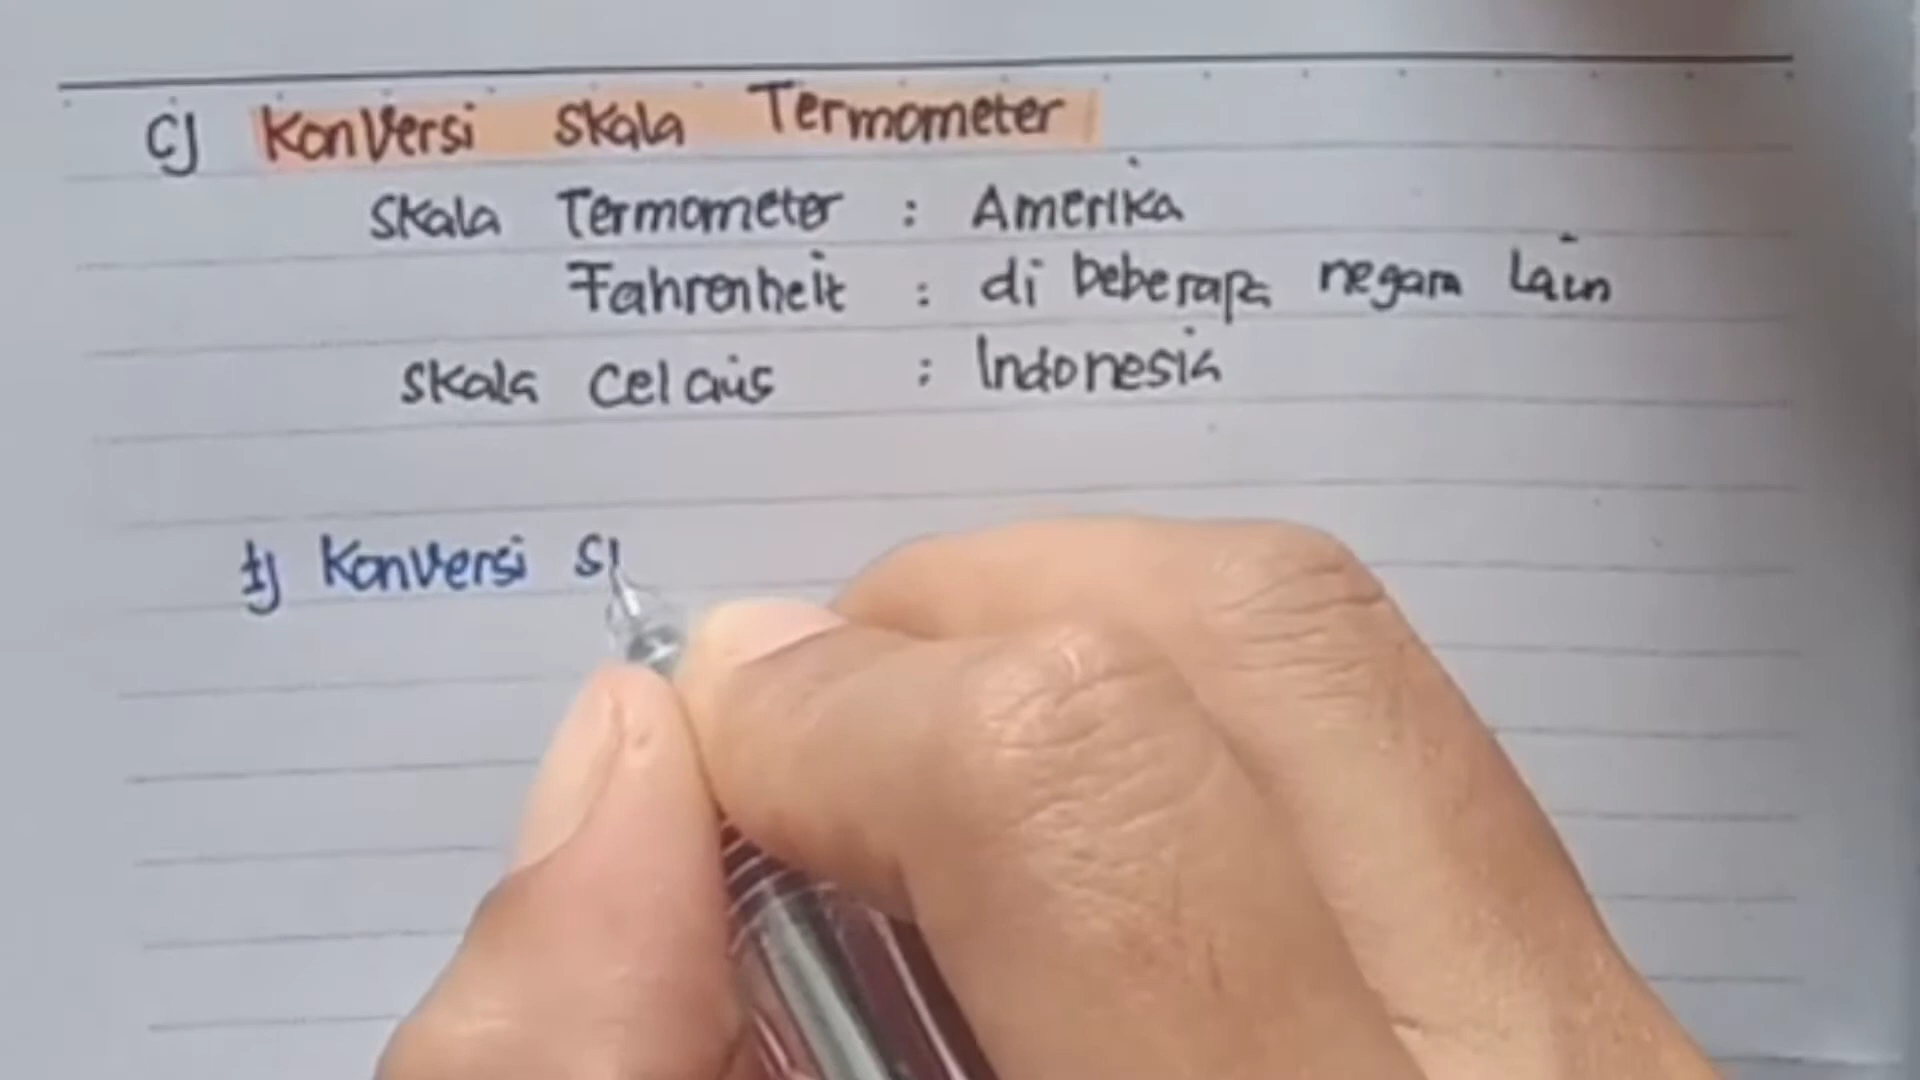 c) Konversi skala Termometer
Skala Termometer : Amerika
Fahrenheit : di beberapa negara Lain
Skala Celcius : Indonesia
1) Konversi